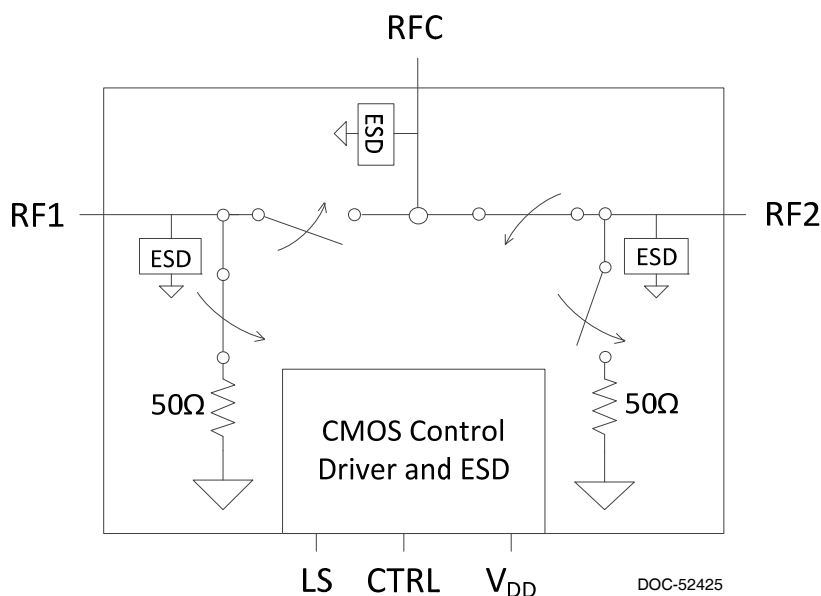 RFC
ESD
RF1
RF2
ESD
ESD
50Ω
50Ω
CMOS Control
Driver and ESD
LS
CTRL
VDD
DOC-52425